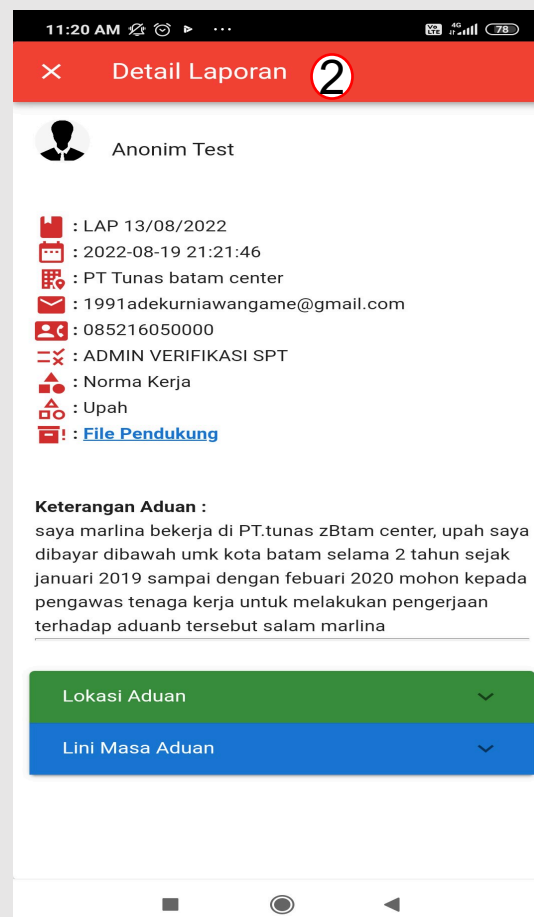 11:20 AM
Vo LTE 4G 78
Detail Laporan 2
Anonim Test
: LAP 13/08/2022
: 2022-08-19 21:21:46
: PT Tunas batam center
: 1991adekurniawangame@gmail.com
: 085216050000
: ADMIN VERIFIKASI SPT
: Norma Kerja
: Upah
: File Pendukung
Keterangan Aduan :
saya marlina bekerja di PT.tunas zBtam center, upah saya
dibayar dibawah umk kota batam selama 2 tahun sejak
januari 2019 sampai dengan febuari 2020 mohon kepada
pengawas tenaga kerja untuk melakukan pengerjaan
terhadap aduanb tersebut salam marlina
Lokasi Aduan
Lini Masa Aduan